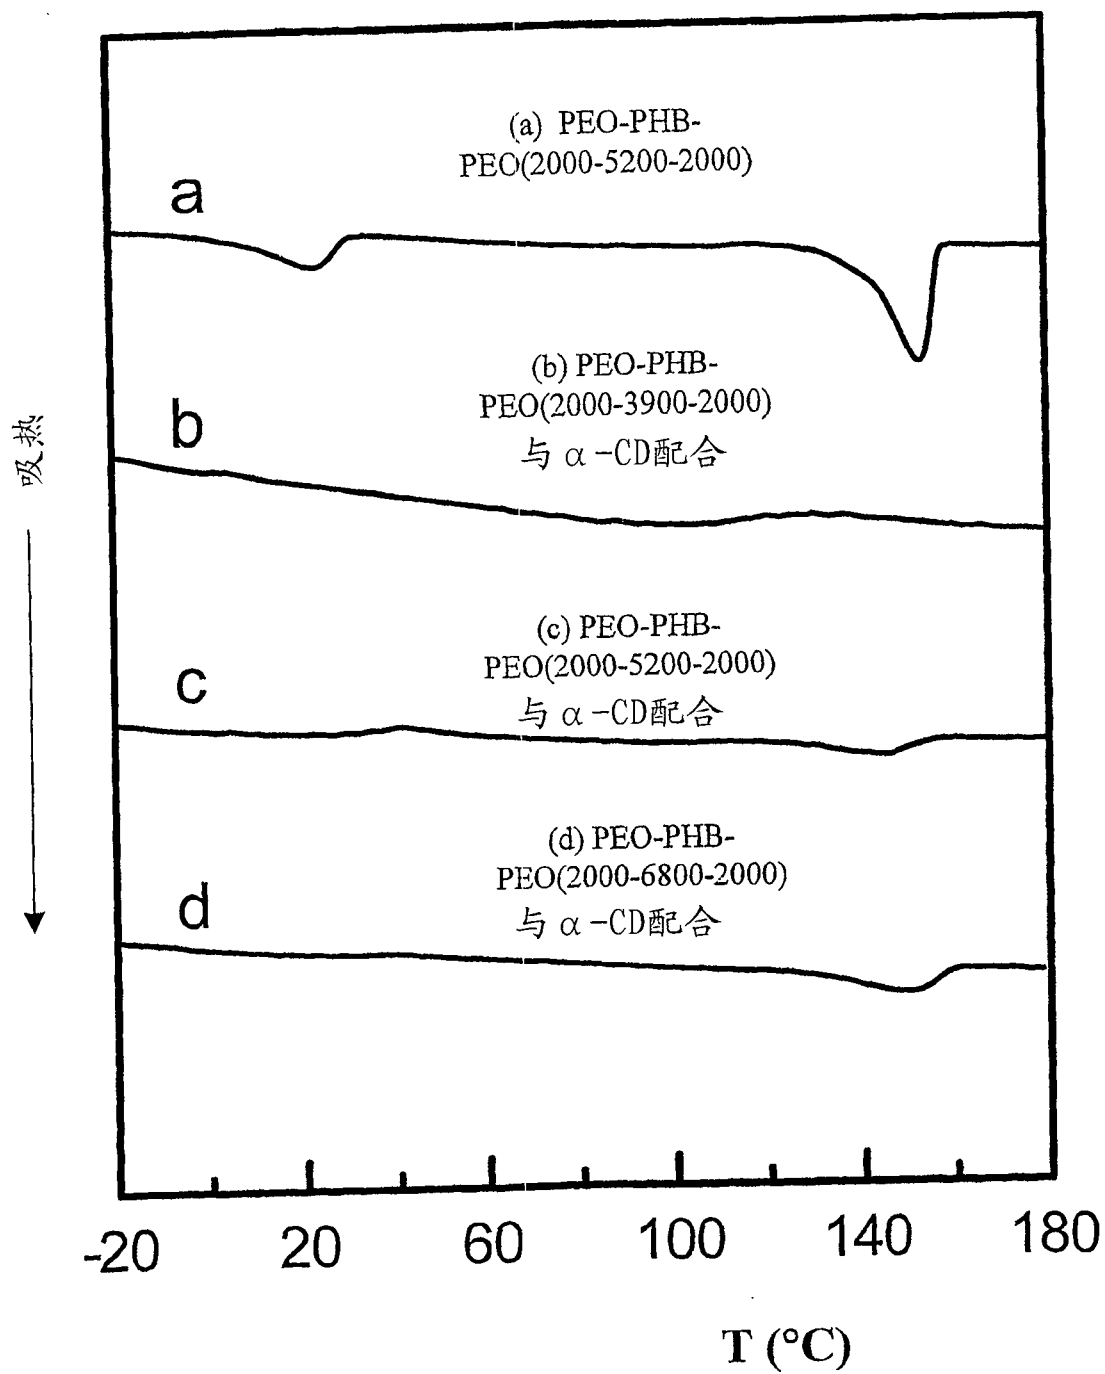 (a) PEO-PHB-
PEO(2000-5200-2000)
a
(b) PEO-PHB-
PEO(2000-3900-2000)
与 α-CD配合
b
吸热
(c) PEO-PHB-
PEO(2000-5200-2000)
与 α-CD配合
c
(d) PEO-PHB-
PEO(2000-6800-2000)
与 α-CD配合
d
-20 20 60 100 140 180
T (°C)